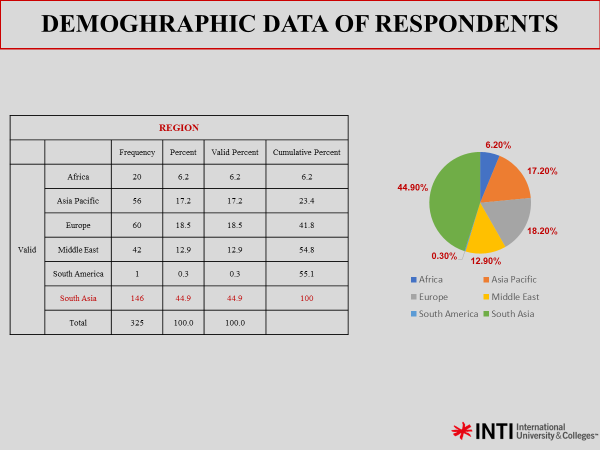 DEMOGHRAPHIC DATA OF RESPONDENTS
REGION
Frequency Percent Valid Percent Cumulative Percent
Valid
Africa 20 6.2 6.2 6.2
Asia Pacific 56 17.2 17.2 23.4
Europe 60 18.5 18.5 41.8
Middle East 42 12.9 12.9 54.8
South America 1 0.3 0.3 55.1
South Asia 146 44.9 44.9 100
Total 325 100.0 100.0
6.20%
17.20%
44.90%
18.20%
0.30%
12.90%
Africa Asia Pacific
Europe Middle East
South America South Asia
INTI International
University & Colleges™